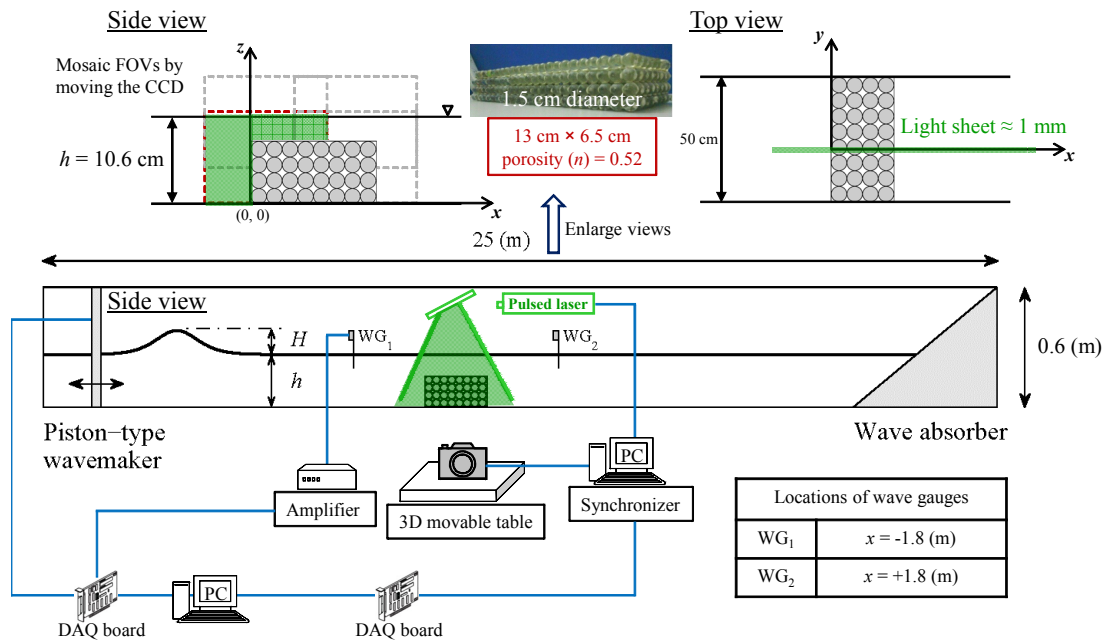 Side view
Top view
z
y
Mosaic FOVs by
moving the CCD
1.5 cm diameter
13 cm × 6.5 cm
porosity (n) = 0.52
h = 10.6 cm
50 cm
Light sheet ≈ 1 mm
x
x
(0, 0)
Enlarge views
25 (m)
Side view
Pulsed laser
H
WG1
WG2
0.6 (m)
h
Piston-type
wavemaker
Wave absorber
PC
Amplifier
3D movable table
Synchronizer
Locations of wave gauges
WG1 x = -1.8 (m)
WG2 x = +1.8 (m)
PC
DAQ board
DAQ board